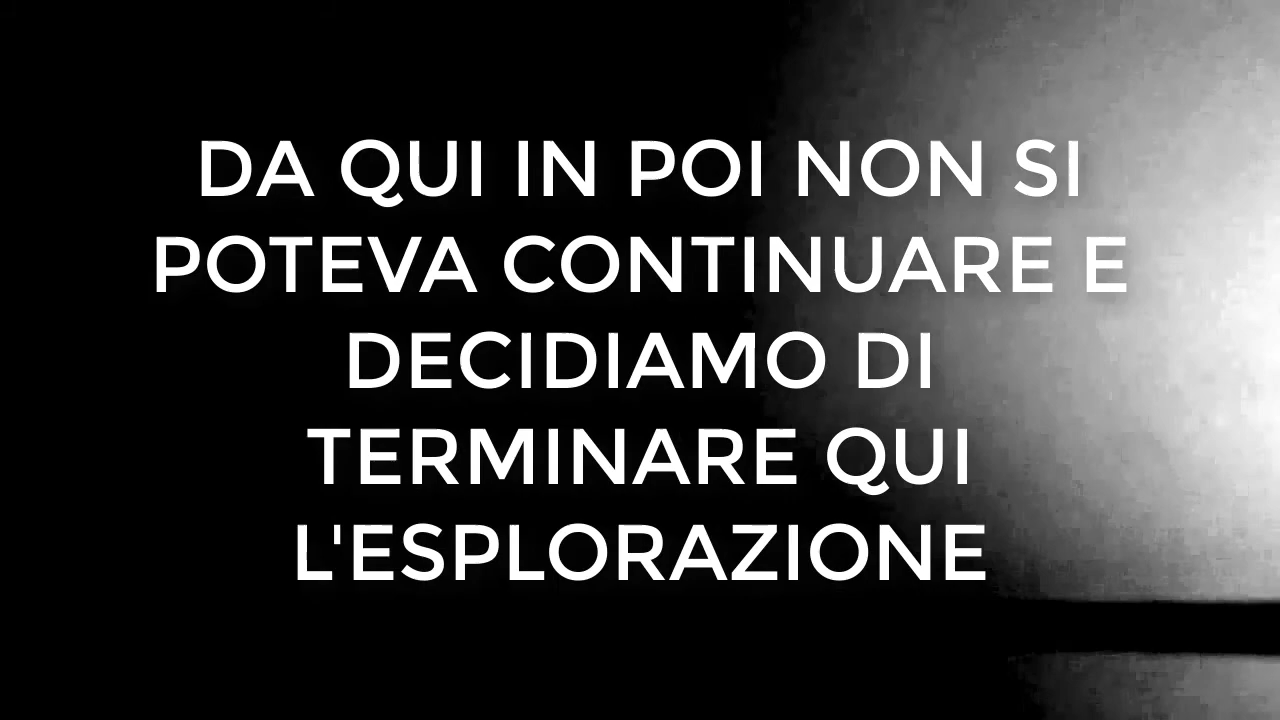 DA QUI IN POI NON SI
POTEVA CONTINUARE E
DECIDIAMO DI
TERMINARE QUI
L'ESPLORAZIONE